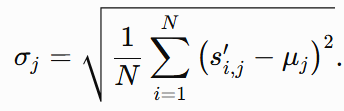 σ_j = \sqrt{\frac{1}{N} \sum_{i=1}^{N} (s'_{i,j} − μ_j)^2}.